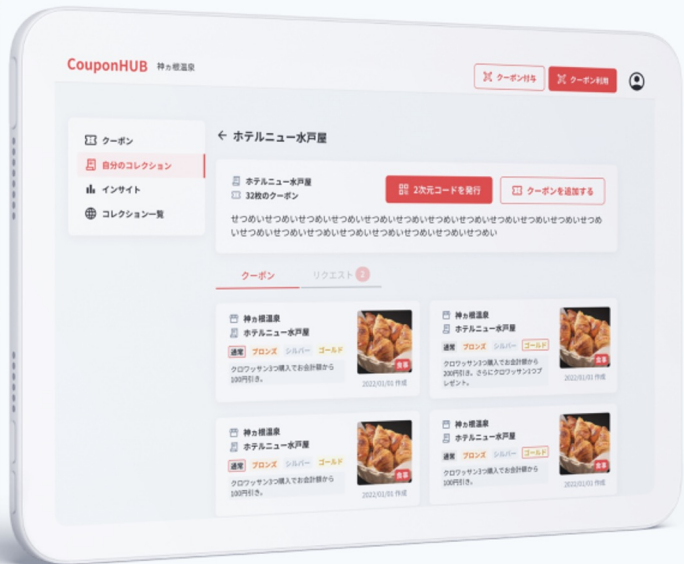 CouponHUB 神ヵ根温泉
クーポン付与
クーポン利用
クーポン
自分のコレクション
インサイト
コレクション一覧
← ホテルニュー水戸屋
ホテルニュー水戸屋
32枚のクーポン
2次元コードを発行
クーポンを追加する
せつめいせつめいせつめいせつめいせつめいせつめいせつめいせつめいせつめいせつめいせつめ
いせつめいせつめいせつめいせつめいせつめいせつめいせつめい
クーポン
リクエスト 2
神ヵ根温泉
ホテルニュー水戸屋
通常 ブロンズ シルバー ゴールド
クロワッサン3つ購入でお会計額から
100円引き。
食事
2022/01/01 作成
神ヵ根温泉
ホテルニュー水戸屋
通常 ブロンズ シルバー ゴールド
クロワッサン3つ購入でお会計額から
200円引き。さらにクロワッサン1つプ
レゼント。
食事
2022/01/01 作成
神ヵ根温泉
ホテルニュー水戸屋
通常 ブロンズ シルバー ゴールド
クロワッサン3つ購入でお会計額から
100円引き。
食事
2022/01/01 作成
神ヵ根温泉
ホテルニュー水戸屋
通常 ブロンズ シルバー ゴールド
クロワッサン3つ購入でお会計額から
100円引き。
食事
2022/01/01 作成